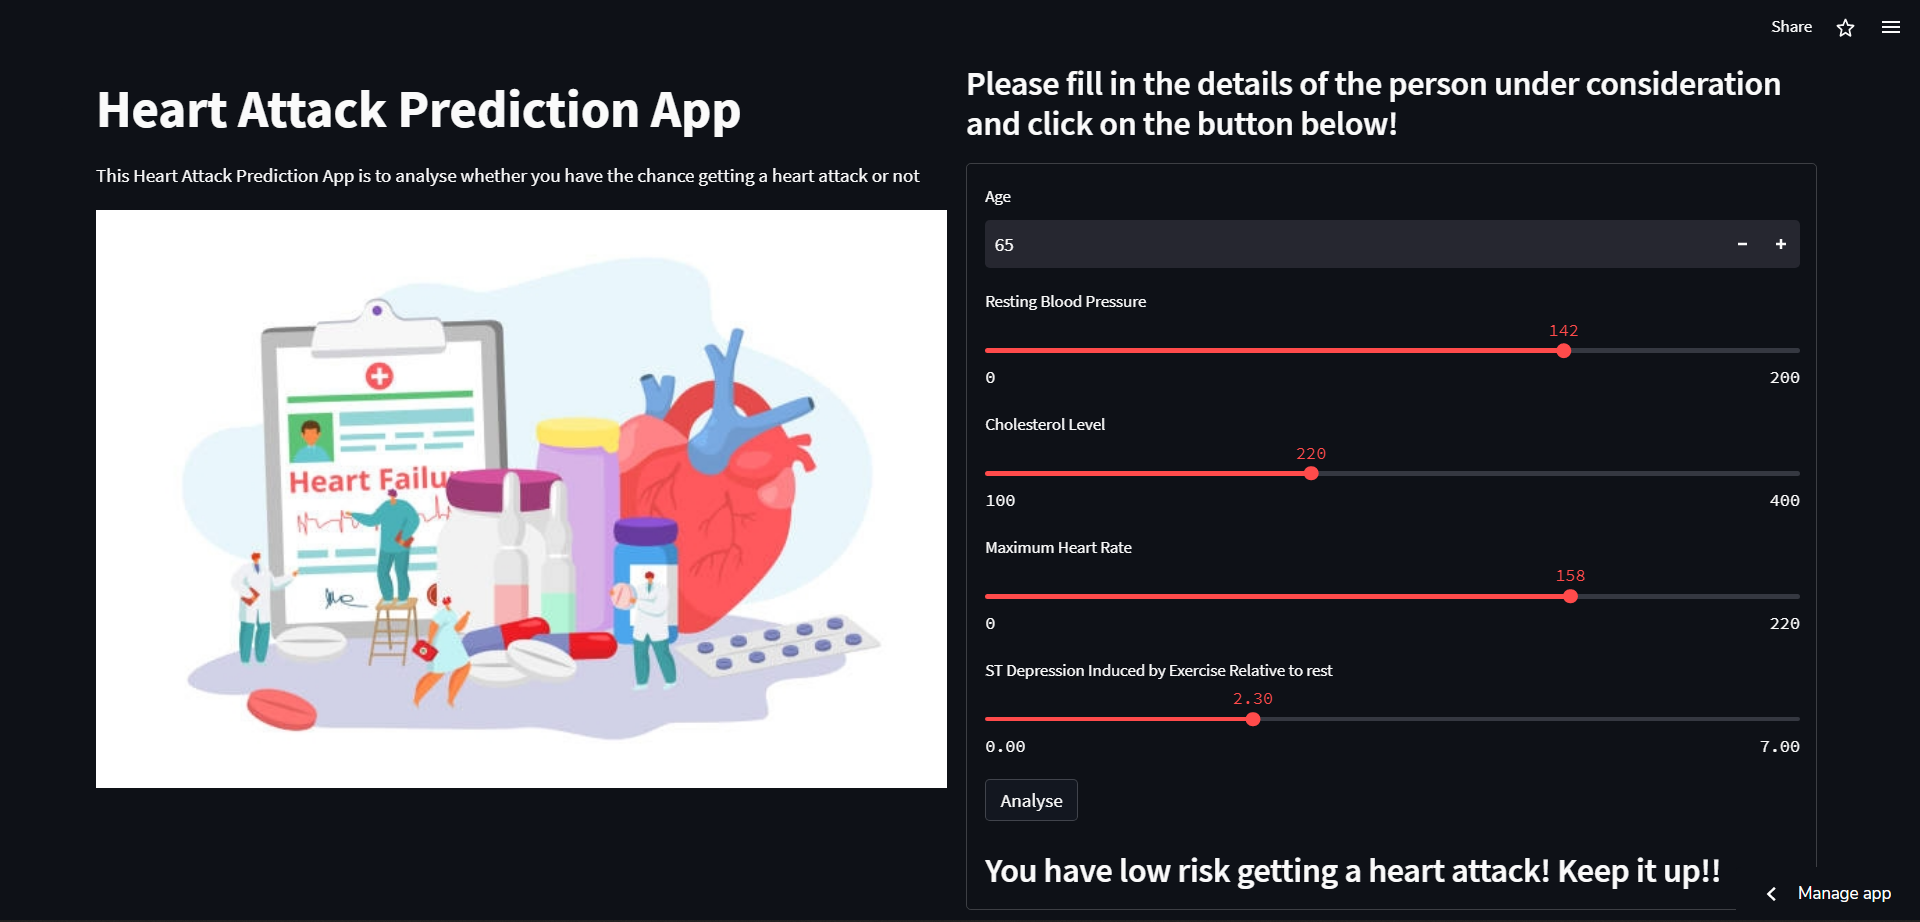 Share
Heart Attack Prediction App
This Heart Attack Prediction App is to analyse whether you have the chance getting a heart attack or not
Heart Failur
Please fill in the details of the person under consideration
and click on the button below!
Age
65
Resting Blood Pressure
142
0 200
Cholesterol Level
220
100 400
Maximum Heart Rate
158
0 220
ST Depression Induced by Exercise Relative to rest
2.30
0.00 7.00
Analyse
You have low risk getting a heart attack! Keep it up!!
Manage app